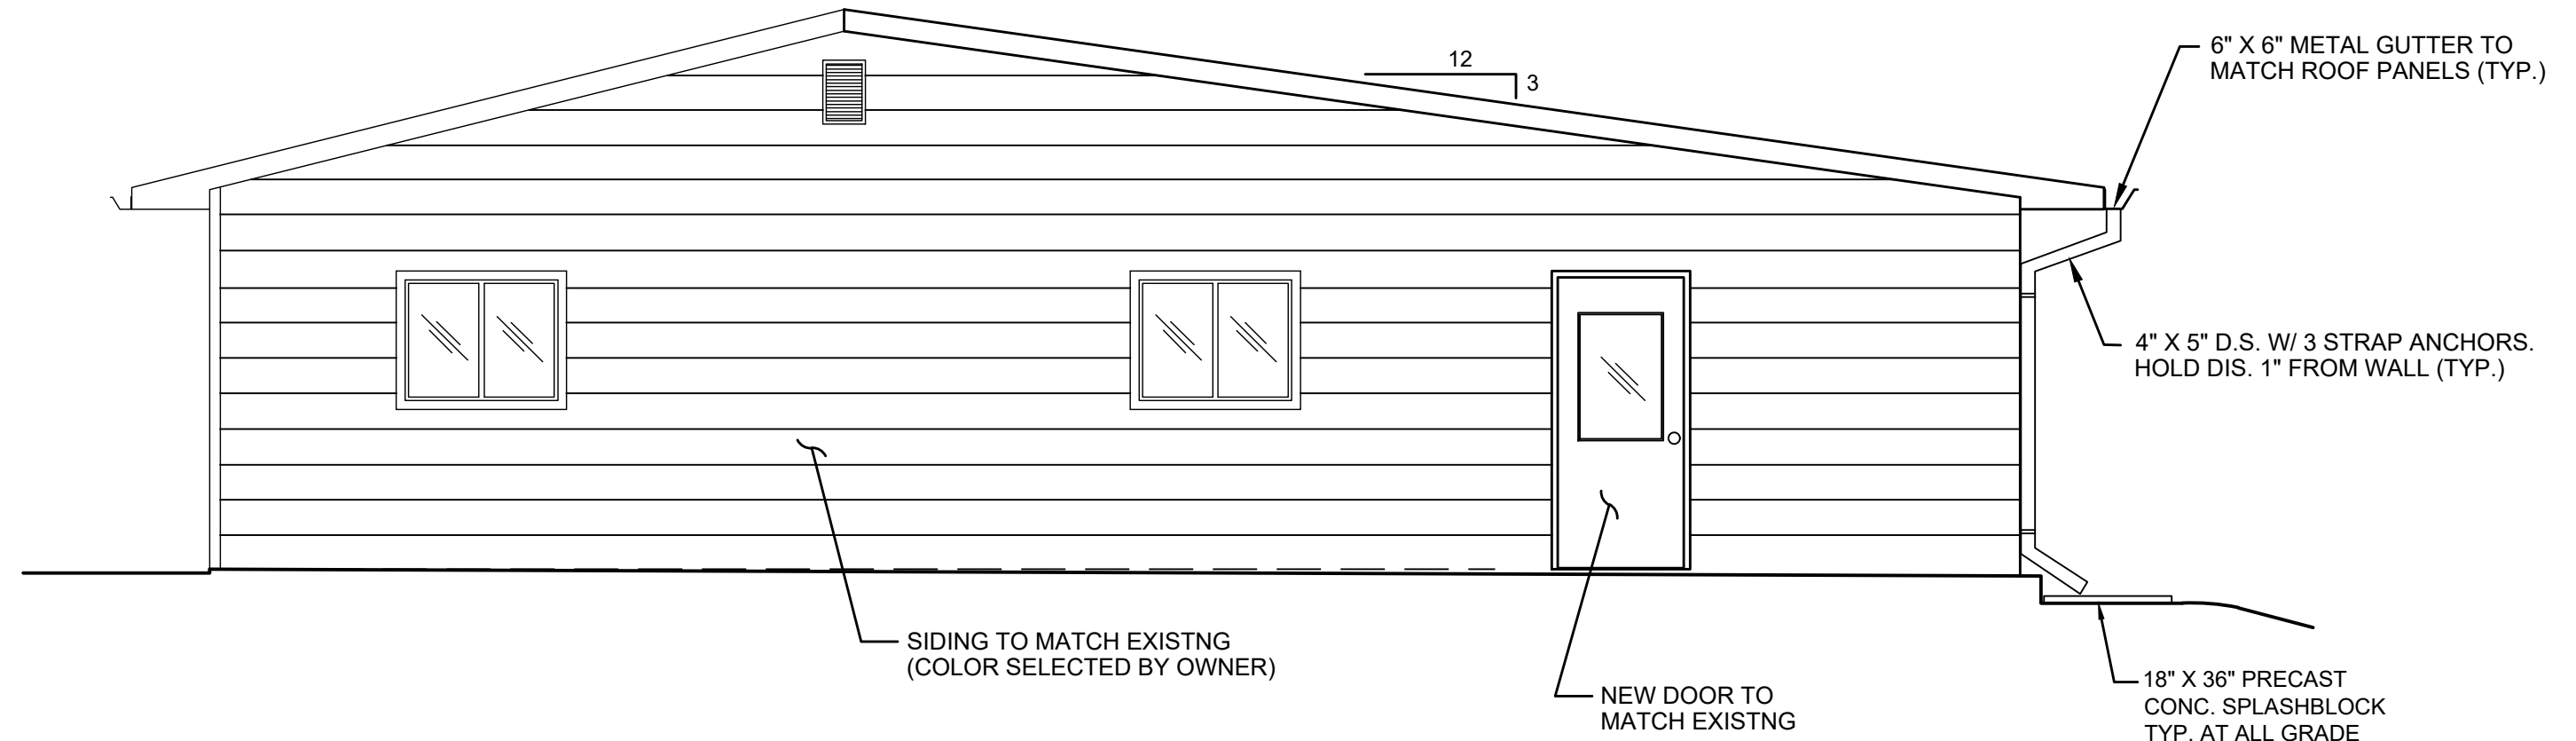 12
3
6" X 6" METAL GUTTER TO
MATCH ROOF PANELS (TYP.)
4" X 5" D.S. W/ 3 STRAP ANCHORS.
HOLD DIS. 1" FROM WALL (TYP.)
SIDING TO MATCH EXISTNG
(COLOR SELECTED BY OWNER)
NEW DOOR TO
MATCH EXISTNG
18" X 36" PRECAST
CONC. SPLASHBLOCK
TYP. AT ALL GRADE